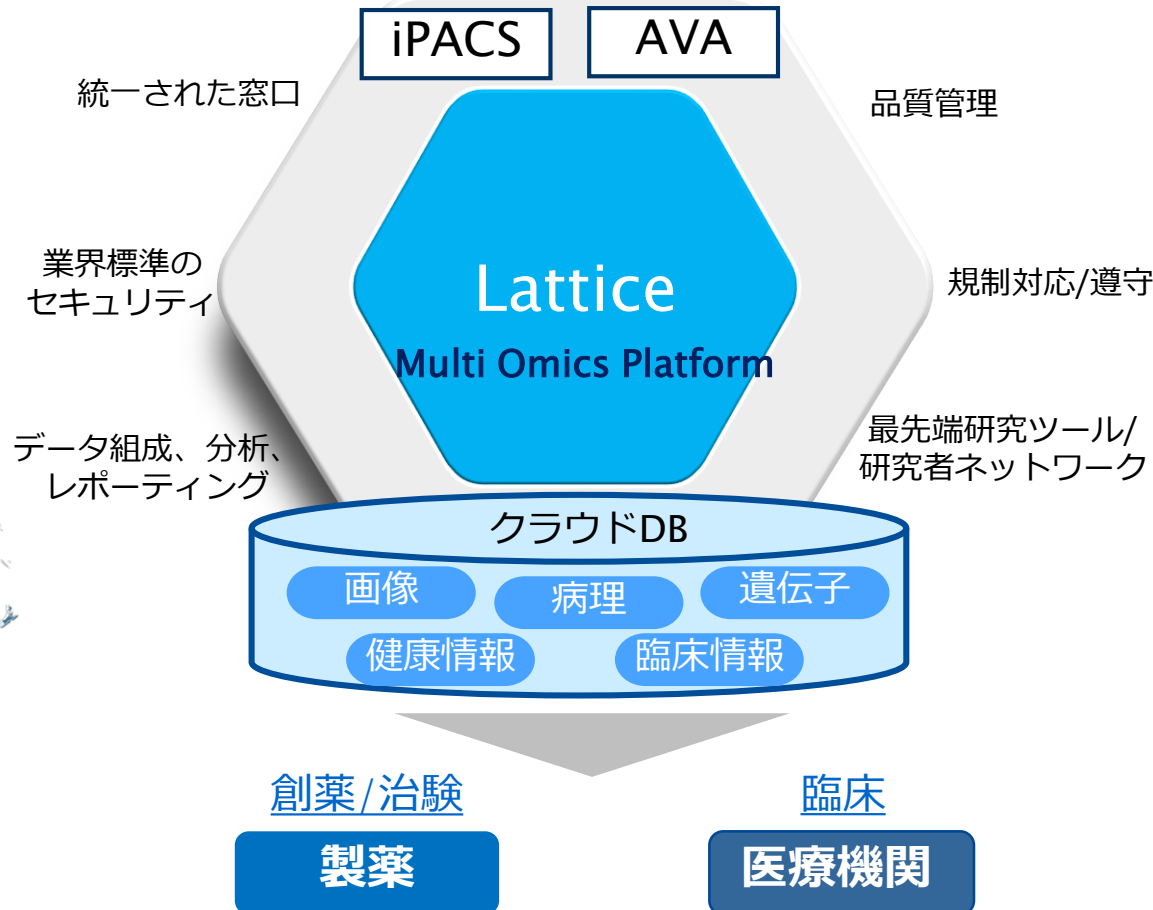 iPACS
AVA
統一された窓口
品質管理
業界標準の
セキュリティ
規制対応/遵守
Lattice
Multi Omics Platform
データ組成、分析、
レポーティング
最先端研究ツール/
研究者ネットワーク
クラウドDB
画像
病理
遺伝子
健康情報
臨床情報
創薬/治験
臨床
製薬
医療機関